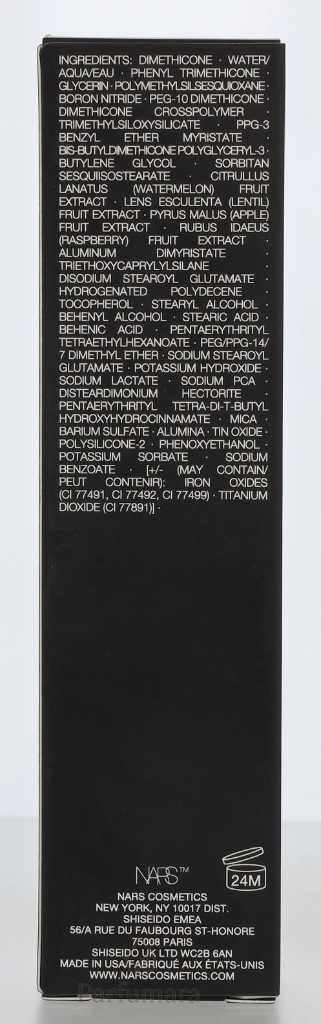 INGREDIENTS: DIMETHICONE · WATER/
AQUA/EAU · PHENYL TRIMETHICONE ·
GLYCERIN · POLYMETHYLSILSESQUIOXANE ·
BORON NITRIDE · PEG-10 DIMETHICONE ·
DIMETHICONE CROSSPOLYMER ·
TRIMETHYLSILOXYSILICATE · PPG-3
BENZYL ETHER MYRISTATE ·
BIS-BUTYLDIMETHICONE POLYGLYCERYL-3 ·
BUTYLENE GLYCOL · SORBITAN
SESQUIISOSTEARATE · CITRULLUS
LANATUS (WATERMELON) FRUIT
EXTRACT · LENS ESCULENTA (LENTIL)
FRUIT EXTRACT · PYRUS MALUS (APPLE)
FRUIT EXTRACT · RUBUS IDAEUS
(RASPBERRY) FRUIT EXTRACT ·
ALUMINUM DIMYRISTATE ·
TRIETHOXYCAPRYLYLSILANE ·
DISODIUM STEAROYL GLUTAMATE ·
HYDROGENATED POLYDECENE ·
TOCOPHEROL · STEARYL ALCOHOL ·
BEHENYL ALCOHOL · STEARIC ACID ·
BEHENIC ACID · PENTAERYTHRITYL
TETRAETHYLHEXANOATE · PEG/PPG-14/
7 DIMETHYL ETHER · SODIUM STEAROYL
GLUTAMATE · POTASSIUM HYDROXIDE ·
SODIUM LACTATE · SODIUM PCA ·
DISTEARDIMONIUM HECTORITE ·
PENTAERYTHRITYL TETRA-DI-T-BUTYL
HYDROXYHYDROCINNAMATE · MICA ·
BARIUM SULFATE · ALUMINA · TIN OXIDE ·
POLYSILICONE-2 · PHENOXYETHANOL ·
POTASSIUM SORBATE · SODIUM
BENZOATE · [+/- (MAY CONTAIN/
PEUT CONTENIR): IRON OXIDES
(CI 77491, CI 77492, CI 77499) · TITANIUM
DIOXIDE (CI 77891)] ·
24M
NARS™
NARS COSMETICS
NEW YORK, NY 10017 DIST.
SHISEIDO EMEA
56/A RUE DU FAUBOURG ST-HONORE
75008 PARIS
SHISEIDO UK LTD WC2B 6AN
MADE IN USA/FABRIQUÉ AUX ÉTATS-UNIS
WWW.NARSCOSMETICS.COM
Parfumara